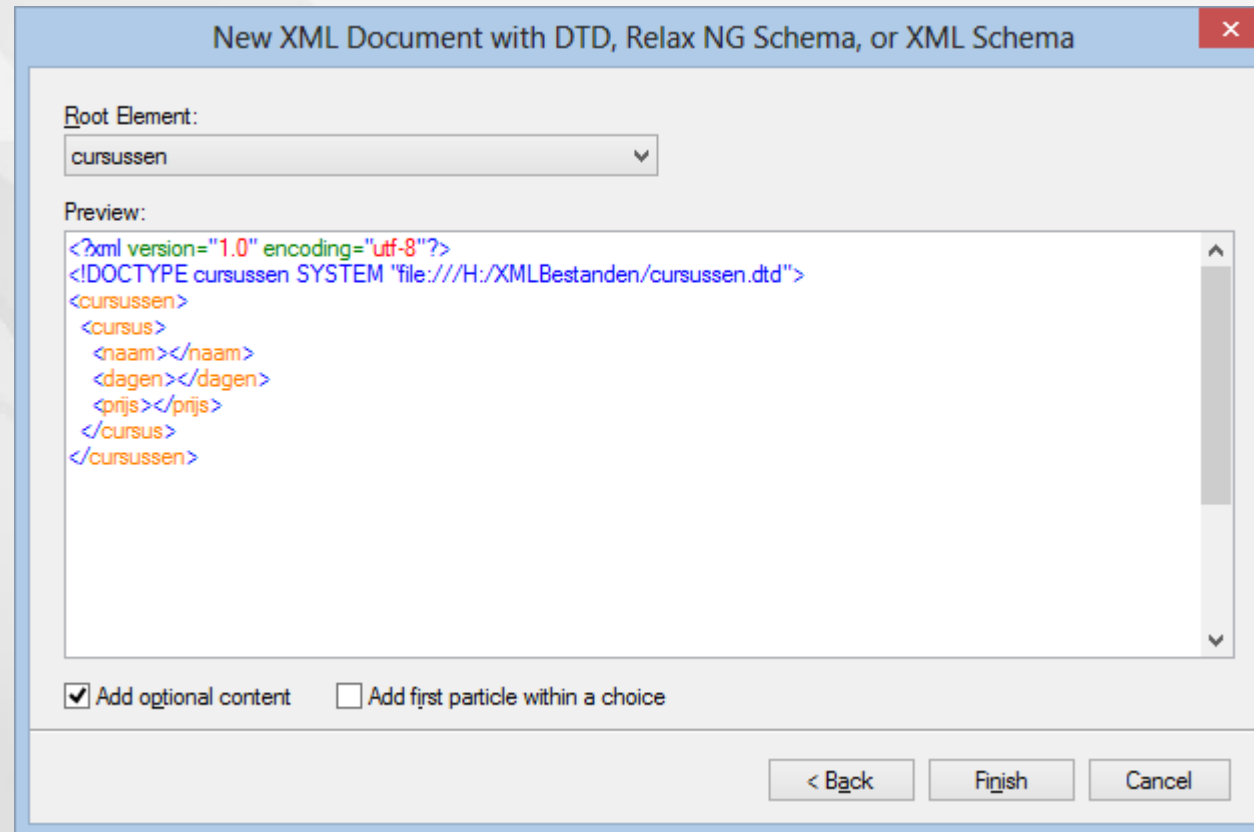 New XML Document with DTD, Relax NG Schema, or XML Schema
Root Element:
cursussen
Preview:
<?xml version="1.0" encoding="utf-8"?>
<!DOCTYPE cursussen SYSTEM "file:///H:/XMLBestanden/cursussen.dtd">
<cursussen>
<cursus>
<naam></naam>
<dagen></dagen>
<prijs></prijs>
</cursus>
</cursussen>
Add optional content Add first particle within a choice
< Back Finish Cancel